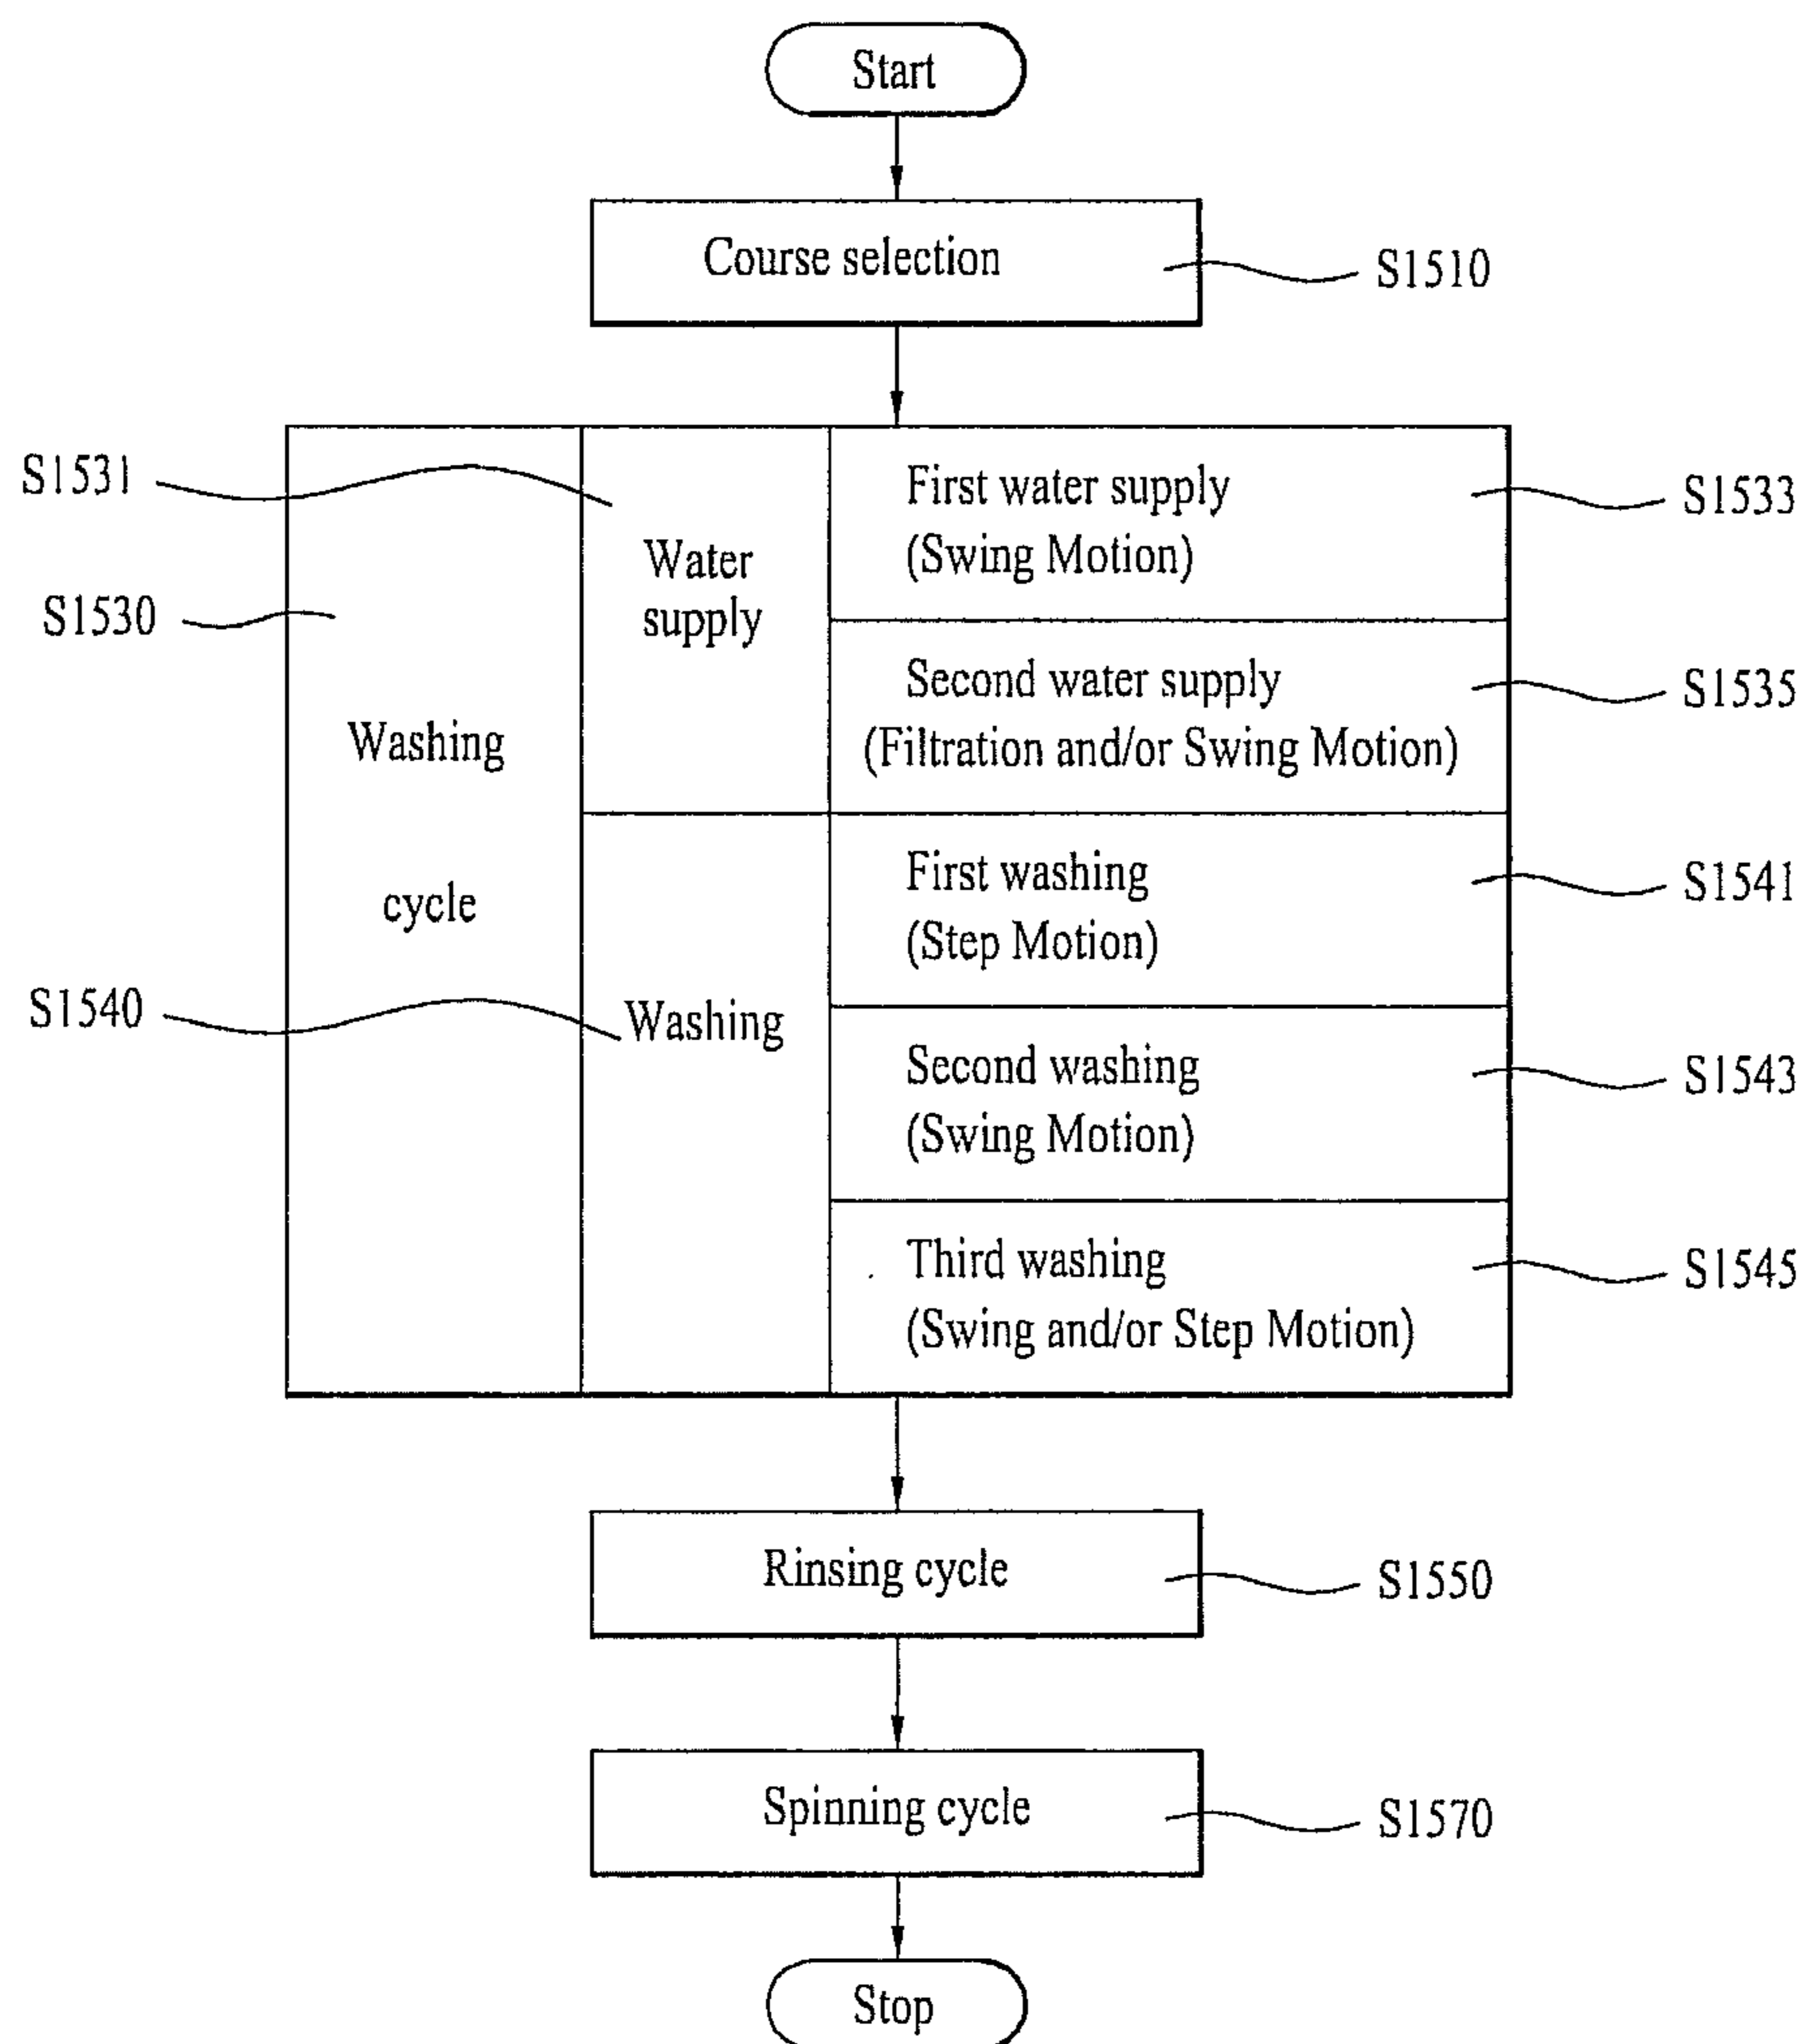 Start
Course selection
S1510
S1531
S1530
Washing
cycle
S1540
Water
supply
Washing
First water supply
(Swing Motion)
S1533
Second water supply
(Filtration and/or Swing Motion)
S1535
First washing
(Step Motion)
S1541
Second washing
(Swing Motion)
S1543
Third washing
(Swing and/or Step Motion)
S1545
Rinsing cycle
S1550
Spinning cycle
S1570
Stop